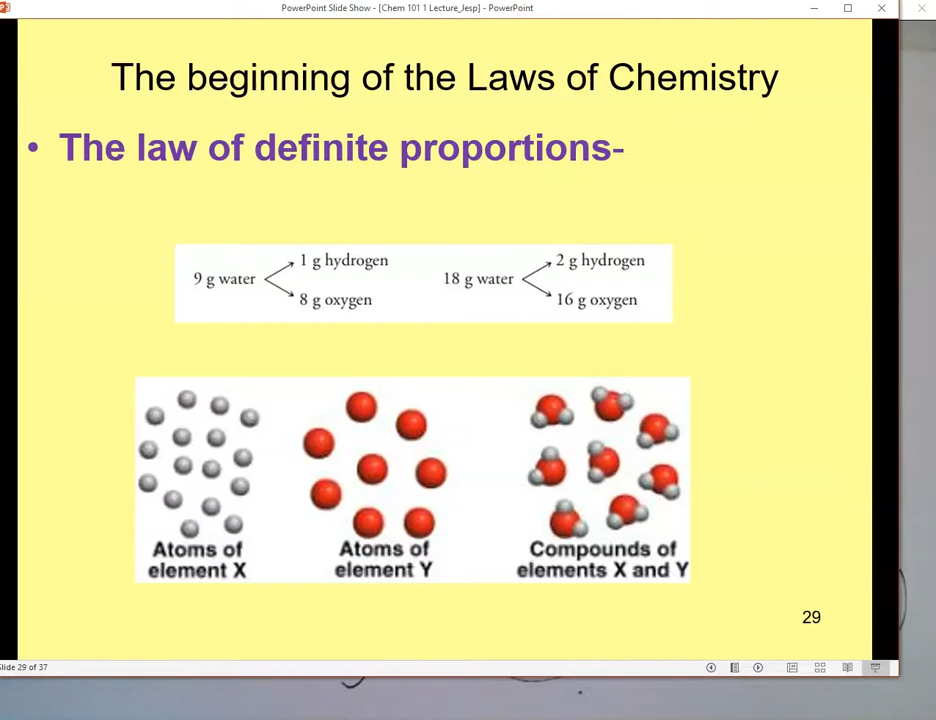 PowerPoint Slide Show - [Chem 101 1 Lecture_Jesp] - PowerPoint
The beginning of the Laws of Chemistry
• The law of definite proportions-
9 g water
1 g hydrogen
8 g oxygen
18 g water
2 g hydrogen
16 g oxygen
Atoms of
element X
Atoms of
element Y
Compounds of
elements X and Y
29
Slide 29 of 37